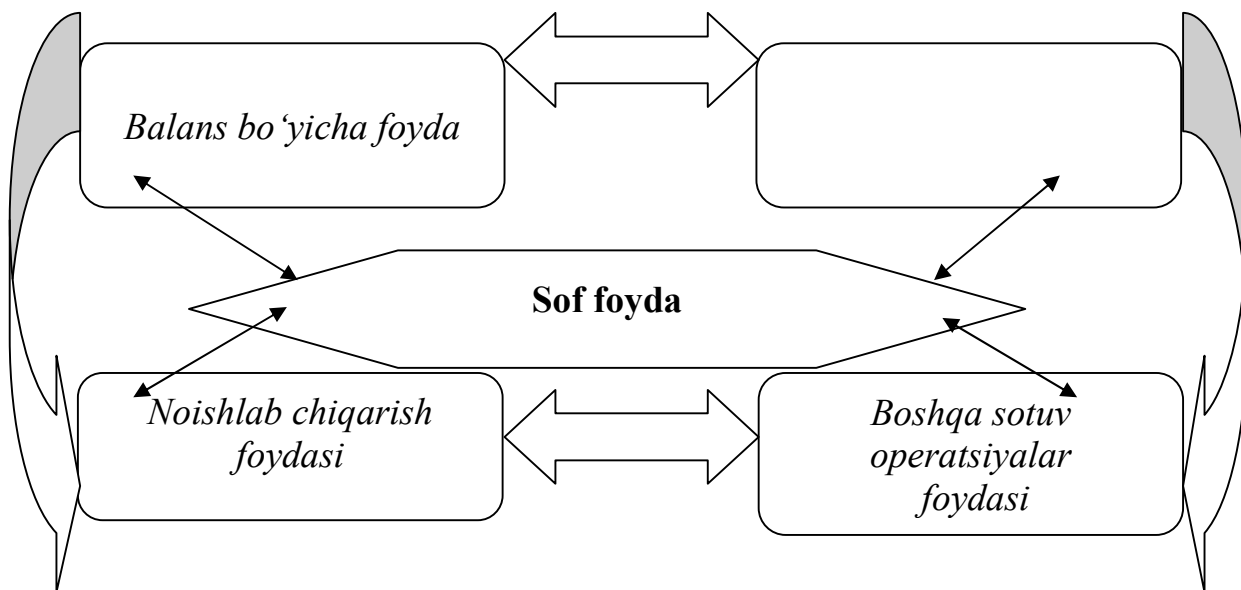 Balans bo‘yicha foyda
Sof foyda
Noishlab chiqarish
foydasi
Boshqa sotuv
operatsiyalar
foydasi